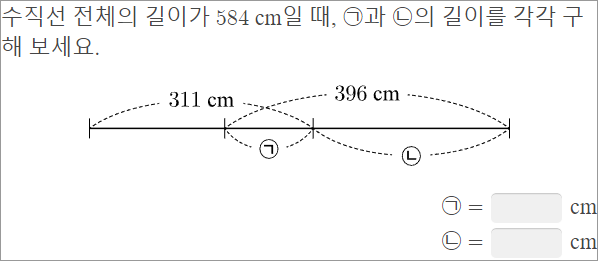 수직선 전체의 길이가 584 cm일 때, ㉠과 ㉡의 길이를 각각 구
해 보세요.
311 cm
396 cm
㉠
㉡
㉠ = cm
㉡ = cm